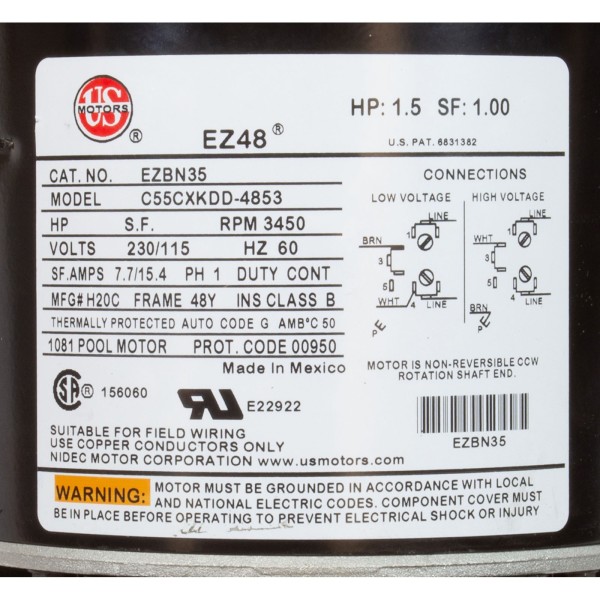 US
MOTORS
®
EZ48®
HP: 1.5 SF: 1.00
U.S. PAT. 6831382
CAT. NO. EZBN35
MODEL C55CXKDD-4853
HP S.F. RPM 3450
VOLTS 230/115 HZ 60
SF.AMPS 7.7/15.4 PH 1 DUTY CONT
MFG# H20C FRAME 48Y INS CLASS B
THERMALLY PROTECTED AUTO CODE G AMB°C 50
1081 POOL MOTOR PROT. CODE 00950
Made In Mexico
CONNECTIONS
LOW VOLTAGE HIGH VOLTAGE
LINE
1
BRN
3
5
WHT
4
LINE
PE
LINE
1
WHT
3
5
BRN
4
LINE
PE
MOTOR IS NON-REVERSIBLE CCW
ROTATION SHAFT END.
SA® 156060
RU E22922
EZBN35
SUITABLE FOR FIELD WIRING
USE COPPER CONDUCTORS ONLY
NIDEC MOTOR CORPORATION www.usmotors.com
WARNING: MOTOR MUST BE GROUNDED IN ACCORDANCE WITH LOCAL
AND NATIONAL ELECTRIC CODES. COMPONENT COVER MUST
BE IN PLACE BEFORE OPERATING TO PREVENT ELECTRICAL SHOCK OR INJURY